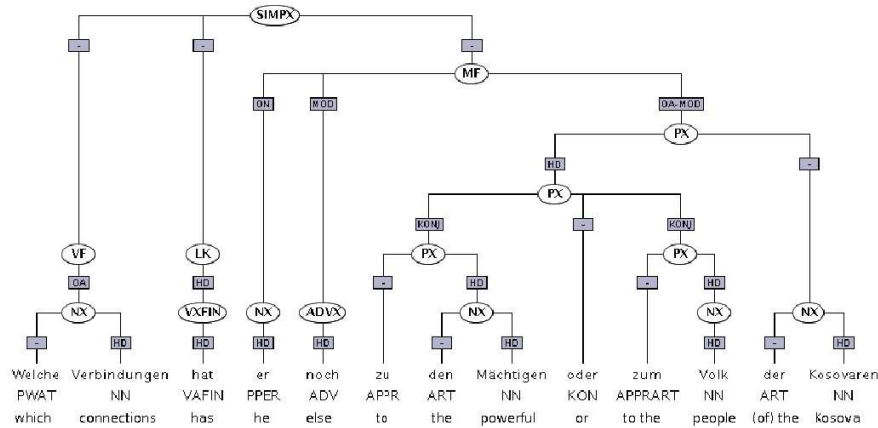 SIMPX
- - -
MF
ON MOD OA-MOD
PX
HD -
PX
KONJ - KONJ
VF LK PX PX
OA HD - HD - HD
NX VXFIN NX ADVX NX NX NX
- HD HD HD HD - HD HD - HD
Welche Verbindungen hat er noch zu den Mächtigen oder zum Volk der Kosovaren
PWAT NN VAFIN PPER ADV APPR ART NN KON APPRART NN ART NN
which connections has he else to the powerful or to the people (of) the Kosova